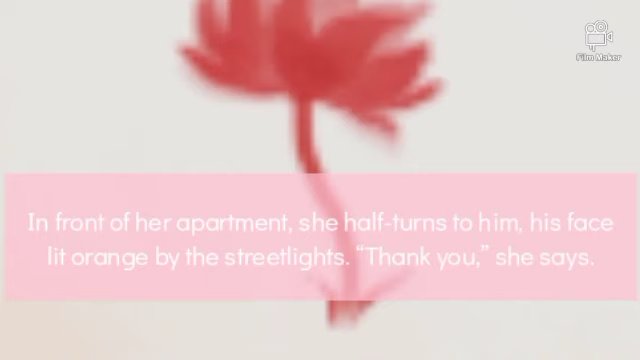 Film Maker
In front of her apartment, she half-turns to him, his face
lit orange by the streetlights. “Thank you,” she says.